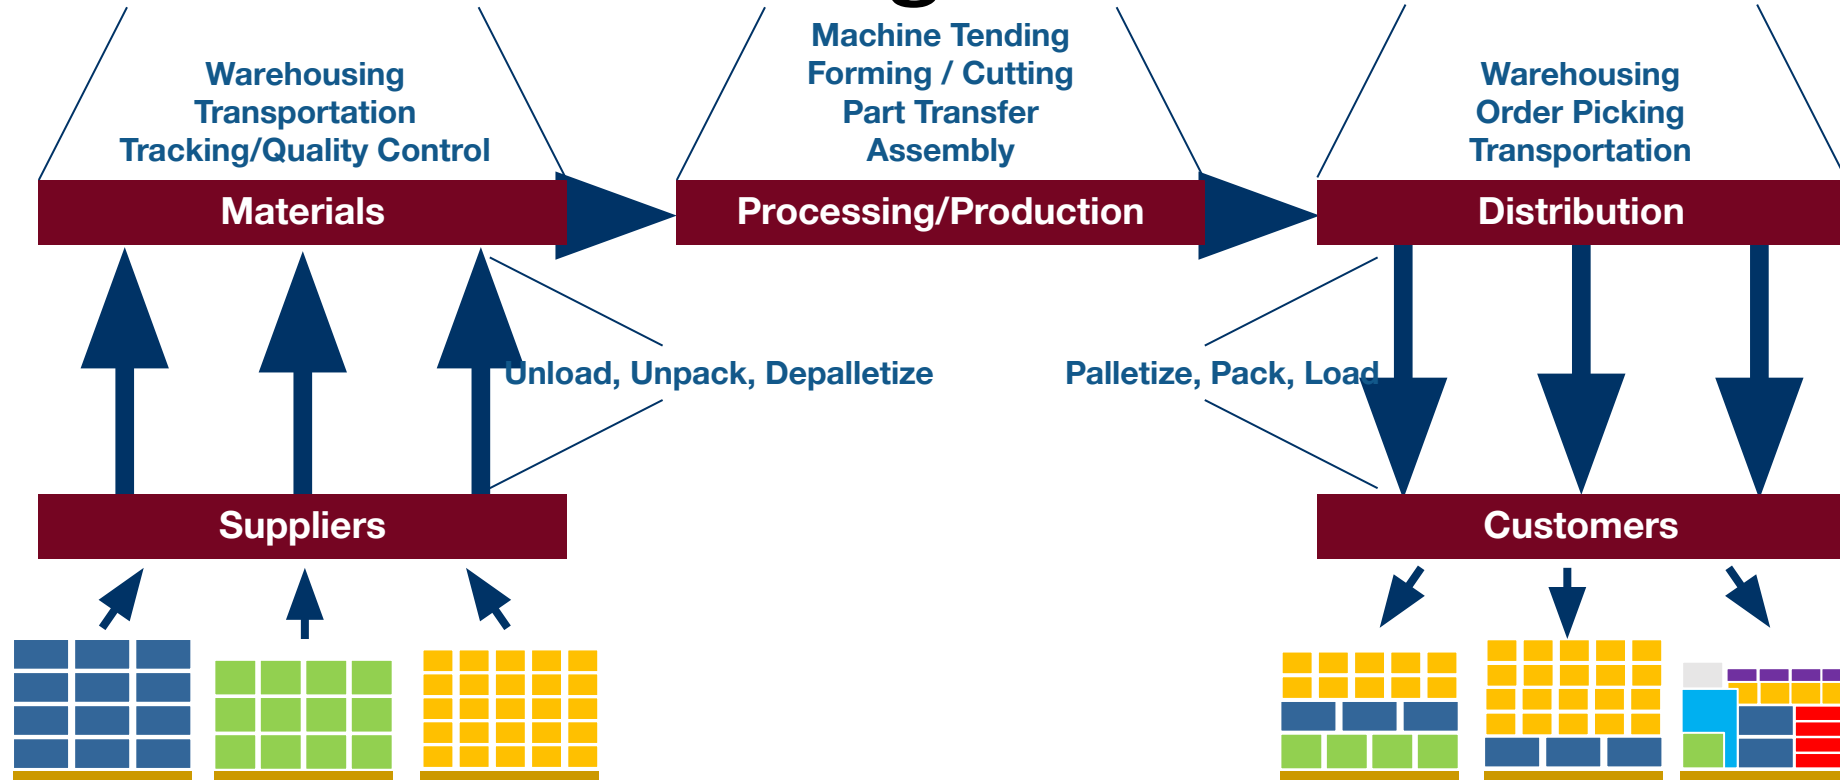 Warehousing
Transportation
Tracking/Quality Control
Machine Tending
Forming / Cutting
Part Transfer
Assembly
Warehousing
Order Picking
Transportation
Materials
Processing/Production
Distribution
Unload, Unpack, Depalletize
Palletize, Pack, Load
Suppliers
Customers